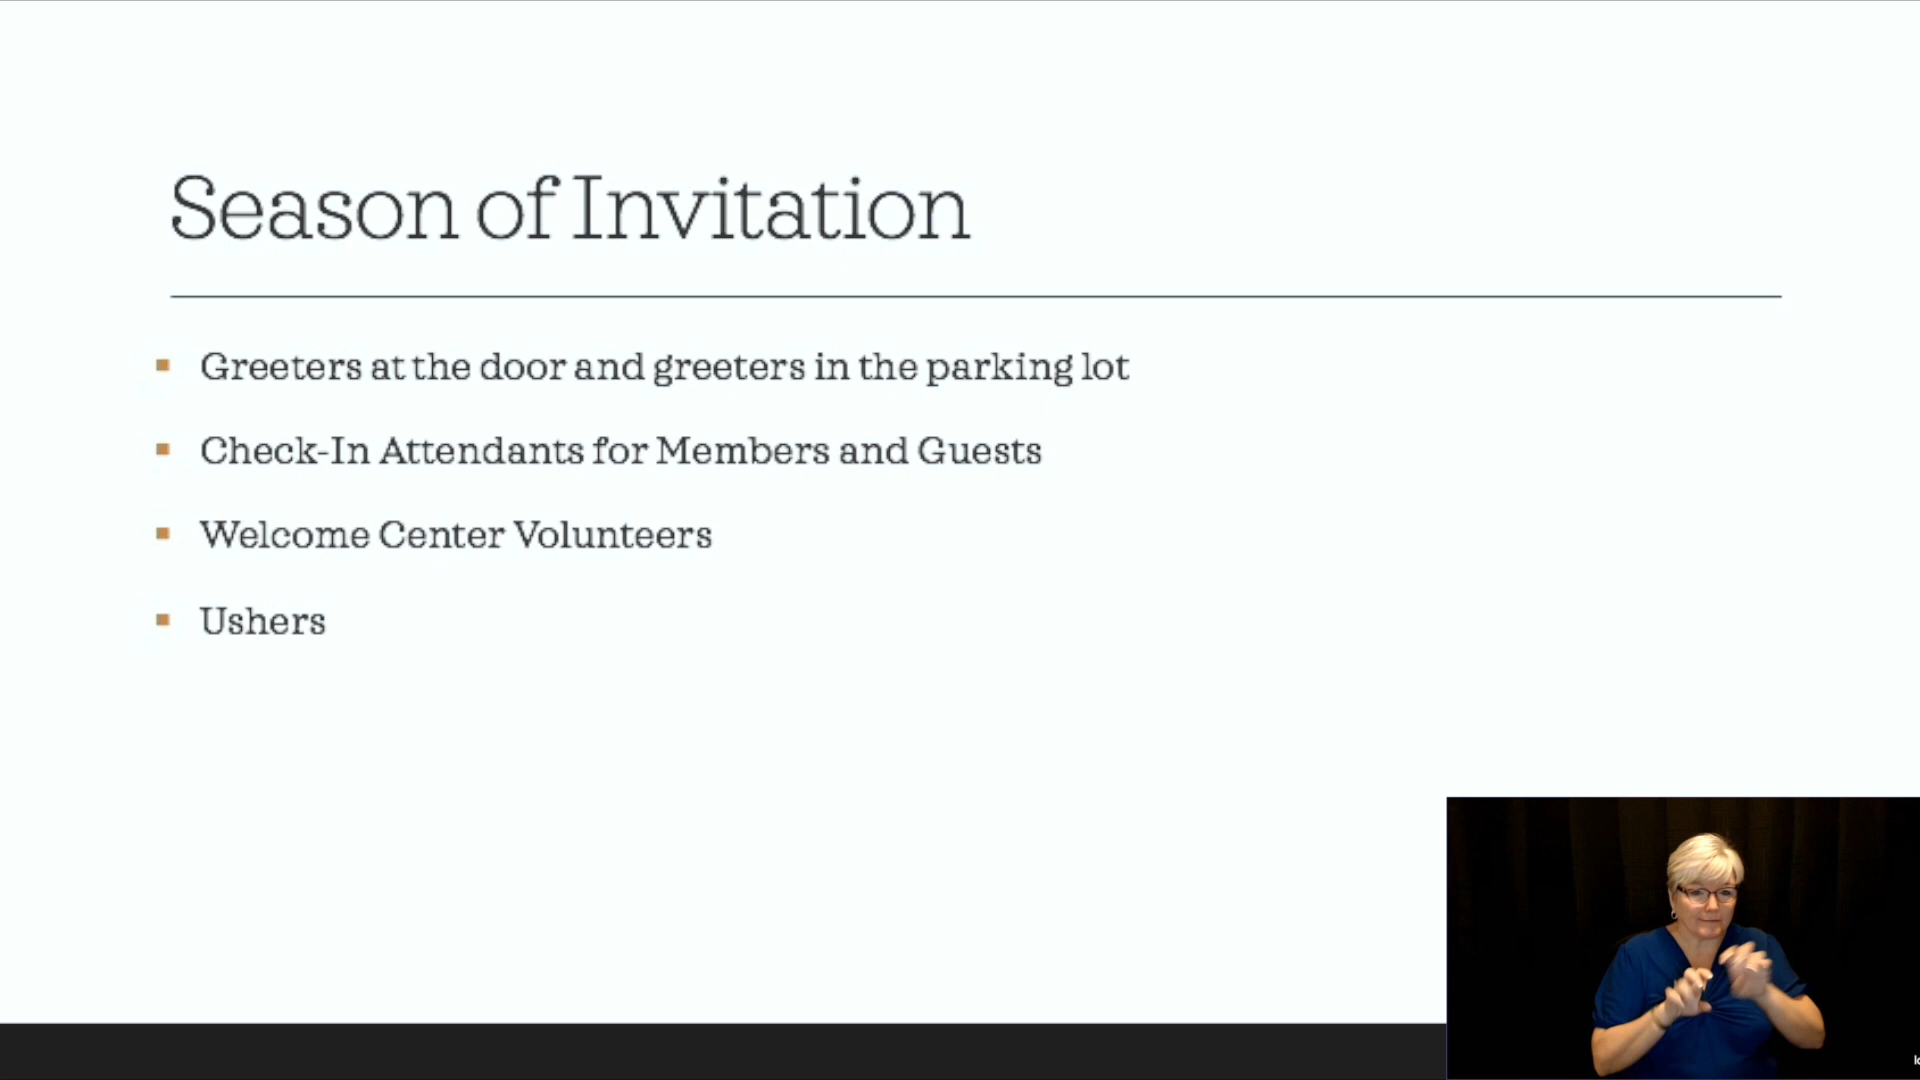 Season of Invitation
Greeters at the door and greeters in the parking lot
Check-In Attendants for Members and Guests
Welcome Center Volunteers
Ushers